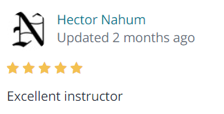 N
Hector Nahum
Updated 2 months ago
Excellent instructor